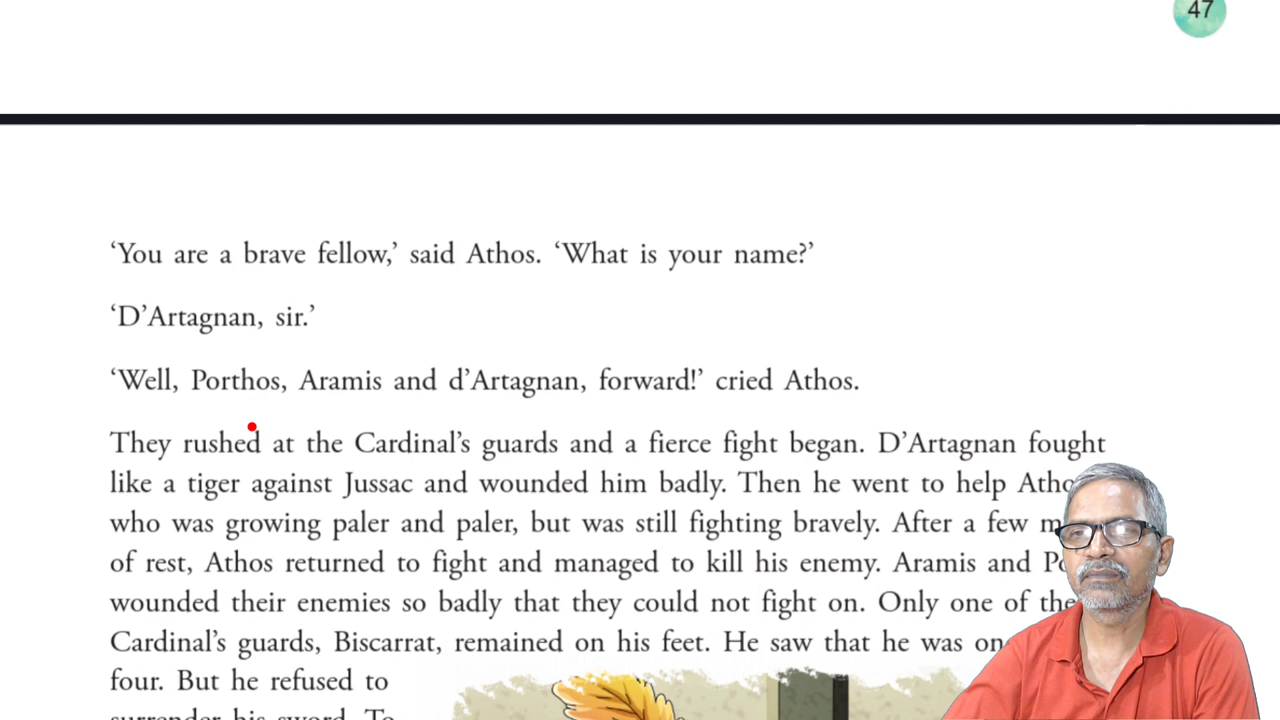 47
‘You are a brave fellow,’ said Athos. ‘What is your name?’
‘D’Artagnan, sir.’
‘Well, Porthos, Aramis and d’Artagnan, forward!’ cried Athos.
They rushed at the Cardinal’s guards and a fierce fight began. D’Artagnan fought
like a tiger against Jussac and wounded him badly. Then he went to help
who was growing paler and paler, but was still fighting bravely. After a few
of rest, Athos returned to fight and managed to kill his enemy. Aramis and
wounded their enemies so badly that they could not fight on. Only one of the
Cardinal’s guards, Biscarrat, remained on his feet. He saw that he was
four. But he refused to
surrender his sword. To